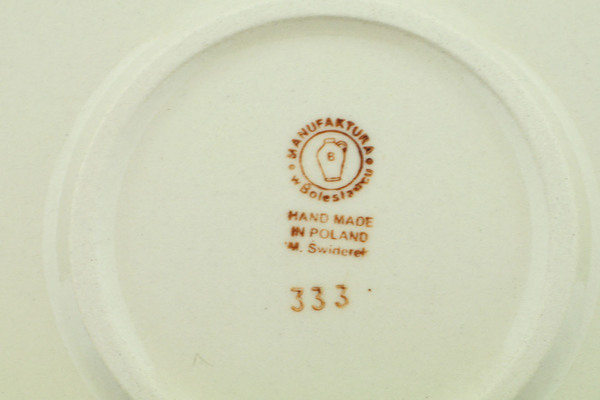 MANUFAKTURA
w Bolesławcu
B
HAND MADE
IN POLAND
M. Świderek
333